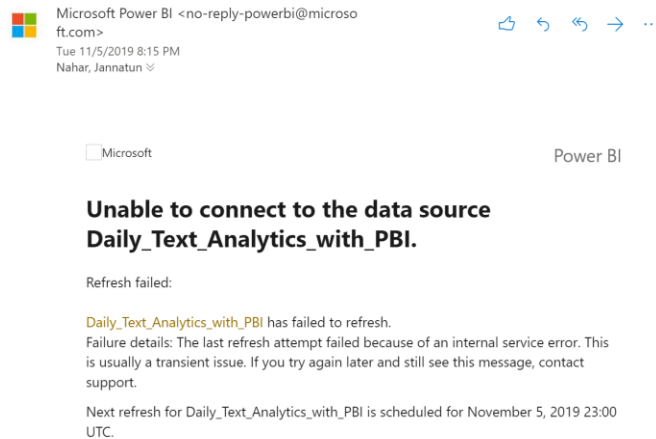 Microsoft Power BI <no-reply-powerbi@microso
ft.com>
Tue 11/5/2019 8:15 PM
Nahar, Jannatun
Microsoft
Power BI
Unable to connect to the data source
Daily_Text_Analytics_with_PBI.
Refresh failed:
Daily_Text_Analytics_with_PBI has failed to refresh.
Failure details: The last refresh attempt failed because of an internal service error. This
is usually a transient issue. If you try again later and still see this message, contact
support.
Next refresh for Daily_Text_Analytics_with_PBI is scheduled for November 5, 2019 23:00
UTC.